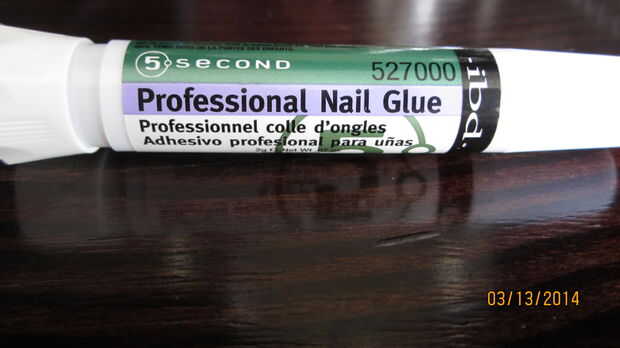 5 SECOND
527000
Professional Nail Glue
Professionnel colle d'ongles
Adhesivo profesional para uñas
ibd.
03/13/2014